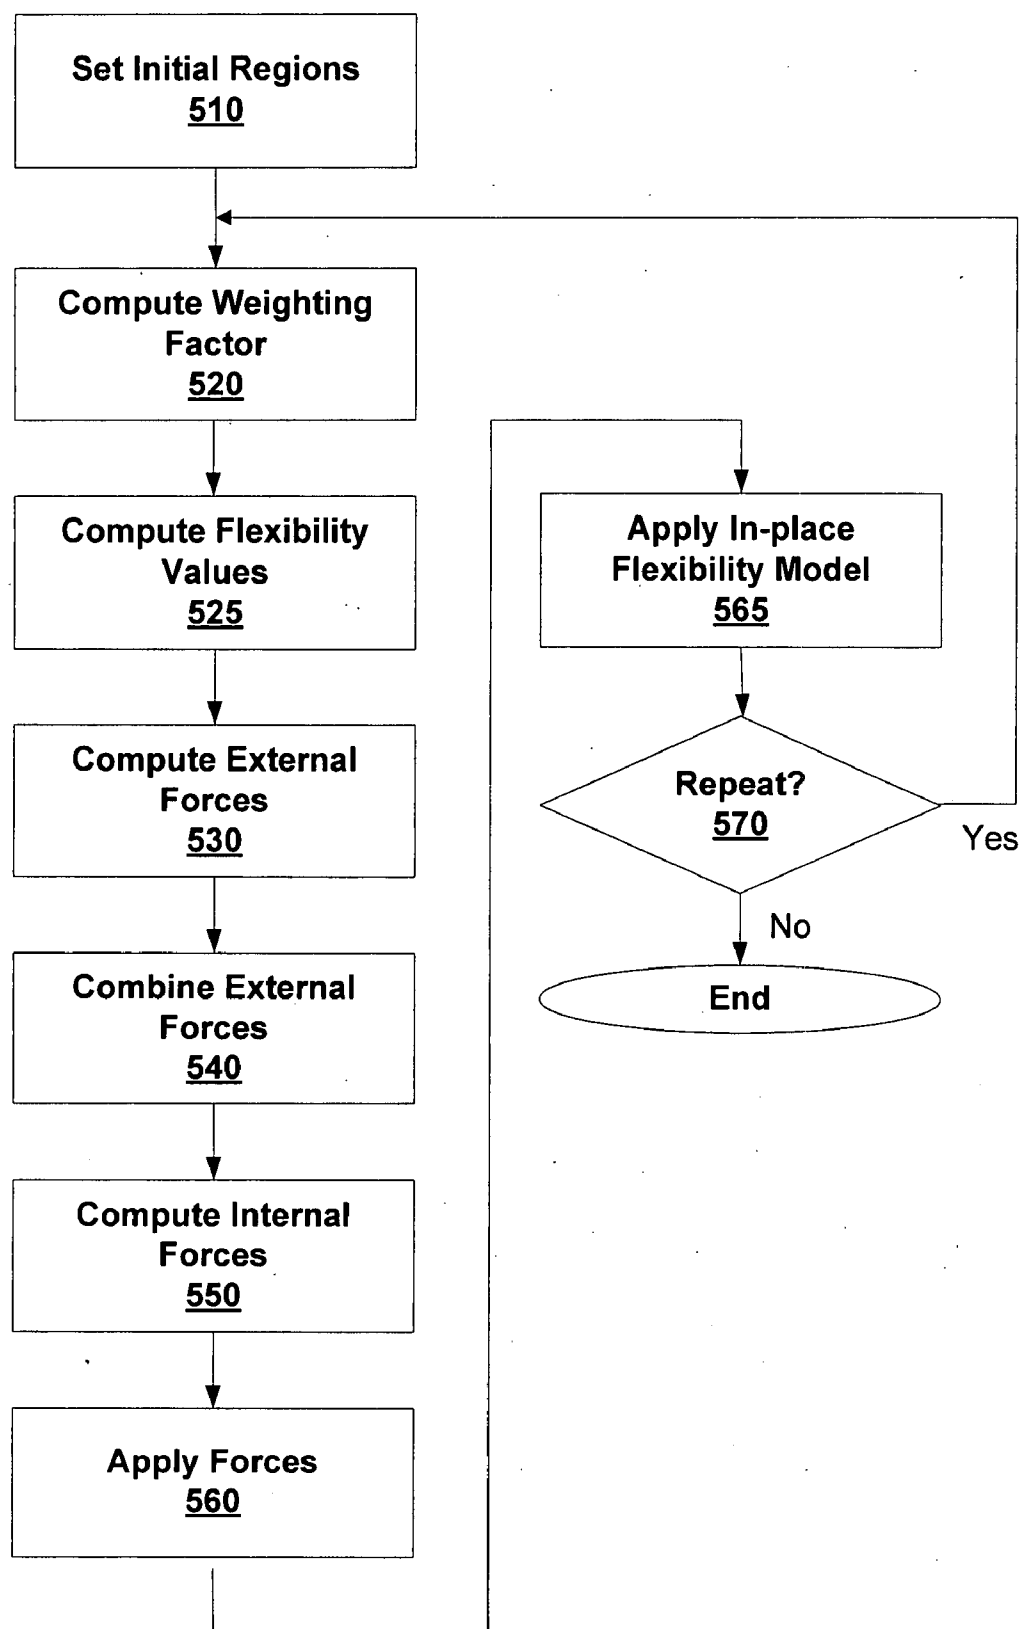 Set Initial Regions
510
Compute Weighting
Factor
520
Compute Flexibility
Values
525
Compute External
Forces
530
Combine External
Forces
540
Compute Internal
Forces
550
Apply Forces
560
Apply In-place
Flexibility Model
565
Repeat?
570
Yes
No
End